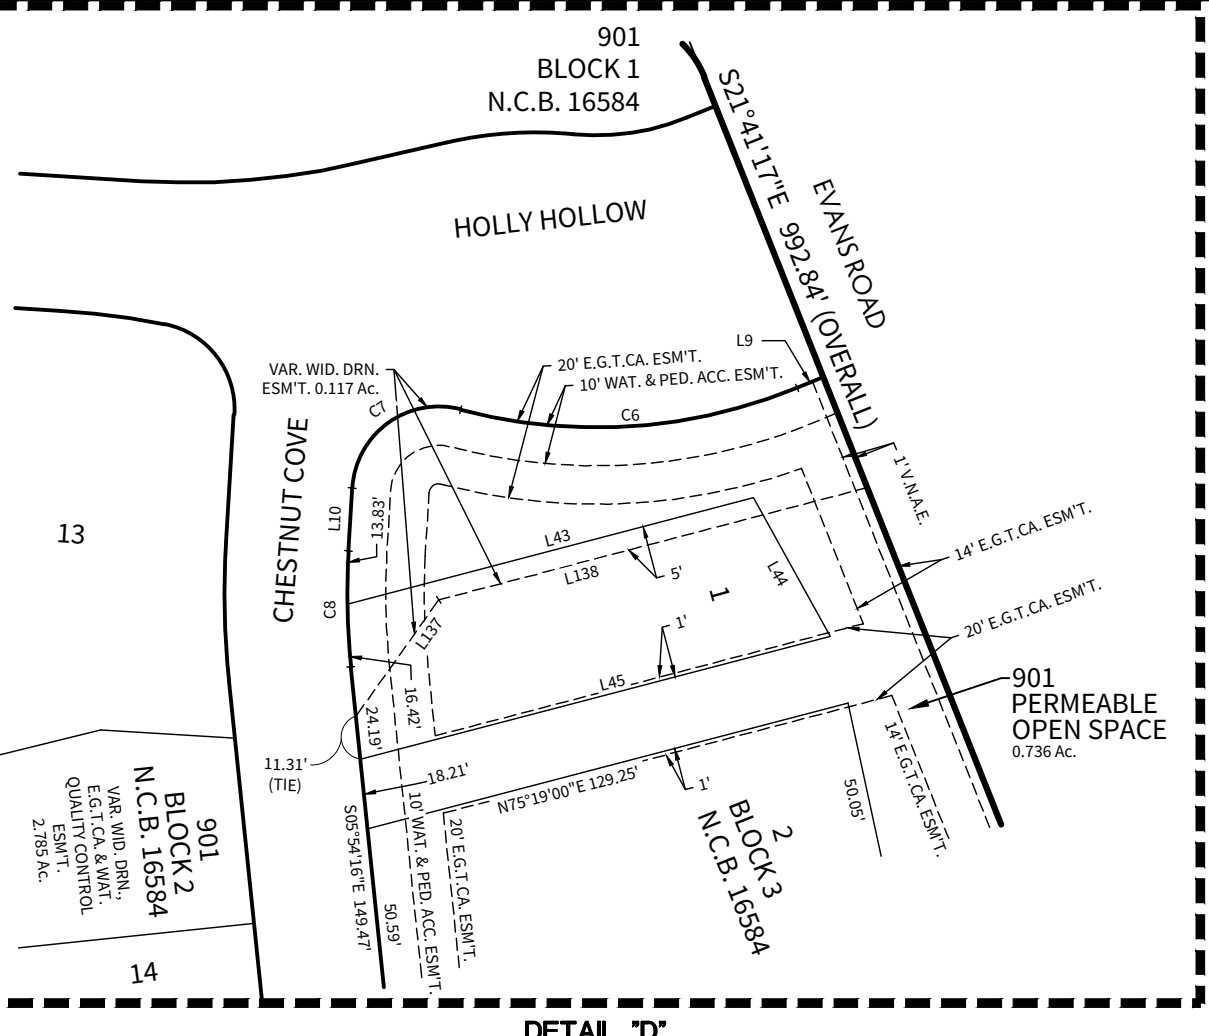 901
BLOCK 1
N.C.B. 16584
S21°41'17"E 992.84' (OVERALL)
EVANS ROAD
HOLLY HOLLOW
L9
VAR. WID. DRN.
ESM'T. 0.117 Ac.
20' E.G.T.CA. ESM'T.
10' WAT. & PED. ACC. ESM'T.
C7
C6
CHESTNUT COVE
1' V.N.A.E.
L10
13.83'
L43
13
14' E.G.T.CA. ESM'T.
L138
5'
L44
1
C8
L137
1'
20' E.G.T.CA. ESM'T.
L45
16.42'
24.19'
901
PERMEABLE
OPEN SPACE
0.736 Ac.
11.31'
(TIE)
18.21'
N75°19'00"E 129.25'
1'
50.05'
14' E.G.T.CA. ESM'T.
2
BLOCK 3
N.C.B. 16584
901
BLOCK 2
N.C.B. 16584
VAR. WID. DRN.,
E.G.T.CA. & WAT.
QUALITY CONTROL
ESM'T.
2.785 Ac.
S05°54'16"E 149.47'
50.59'
10' WAT. & PED. ACC. ESM'T.
20' E.G.T.CA. ESM'T.
14
DETAIL "D"